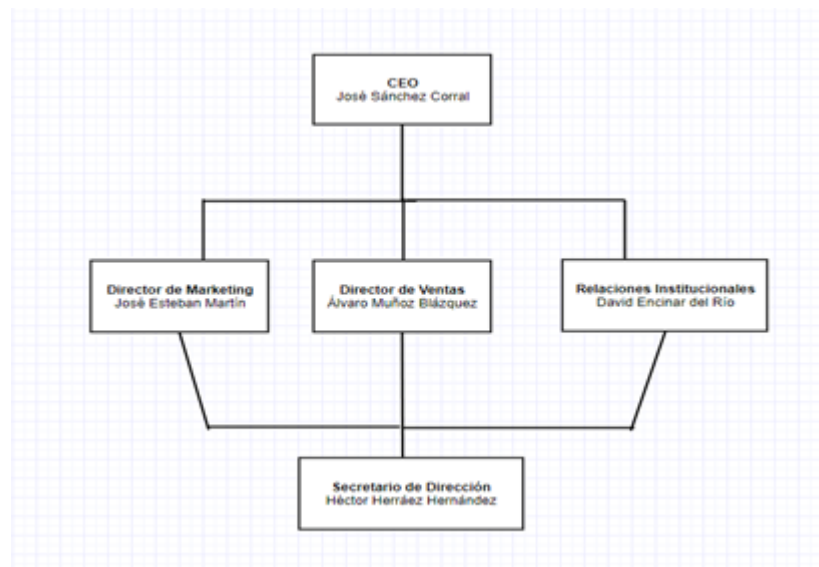 CEO
José Sánchez Corral
Director de Marketing
José Esteban Martín
Director de Ventas
Álvaro Muñoz Blázquez
Relaciones Institucionales
David Encinar del Río
Secretario de Dirección
Héctor Herráez Hernández